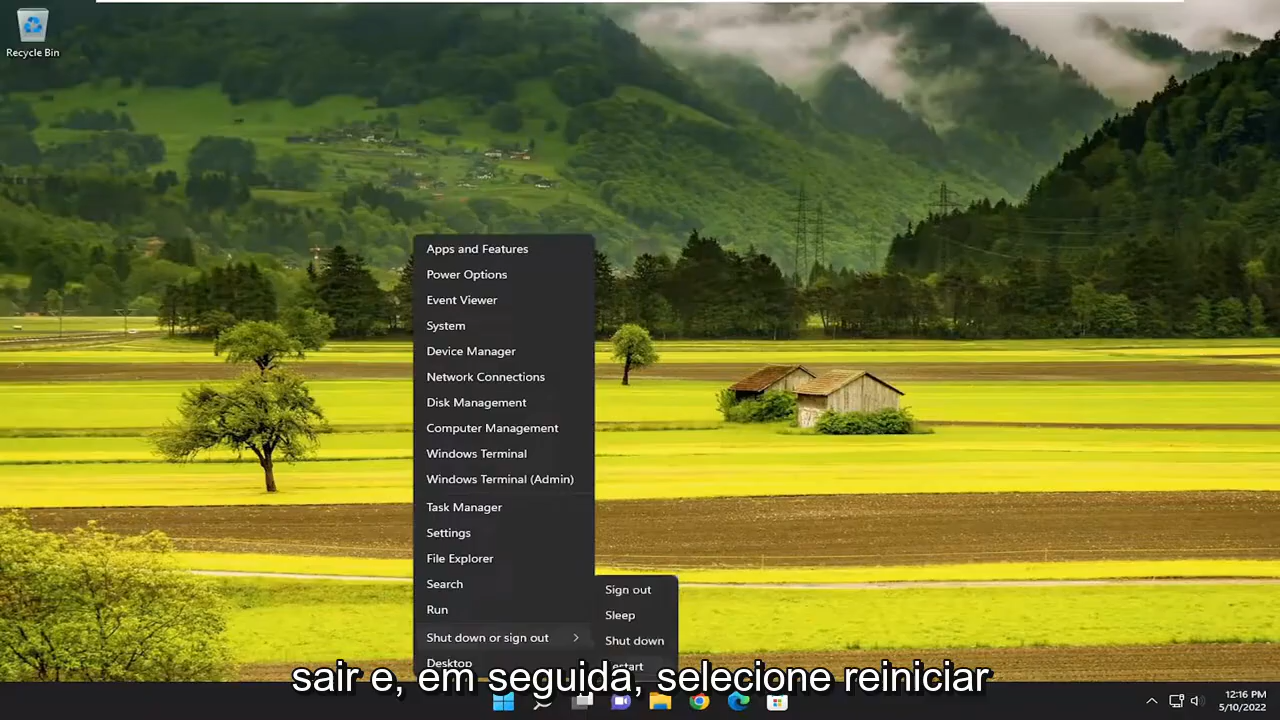 Recycle Bin
Apps and Features
Power Options
Event Viewer
System
Device Manager
Network Connections
Disk Management
Computer Management
Windows Terminal
Windows Terminal (Admin)
Task Manager
Settings
File Explorer
Search
Run
Shut down or sign out
Desktop
Sign out
Sleep
Shut down
estart
sair e, em seguida, selecione reiniciar
12:16 PM
5/10/2022